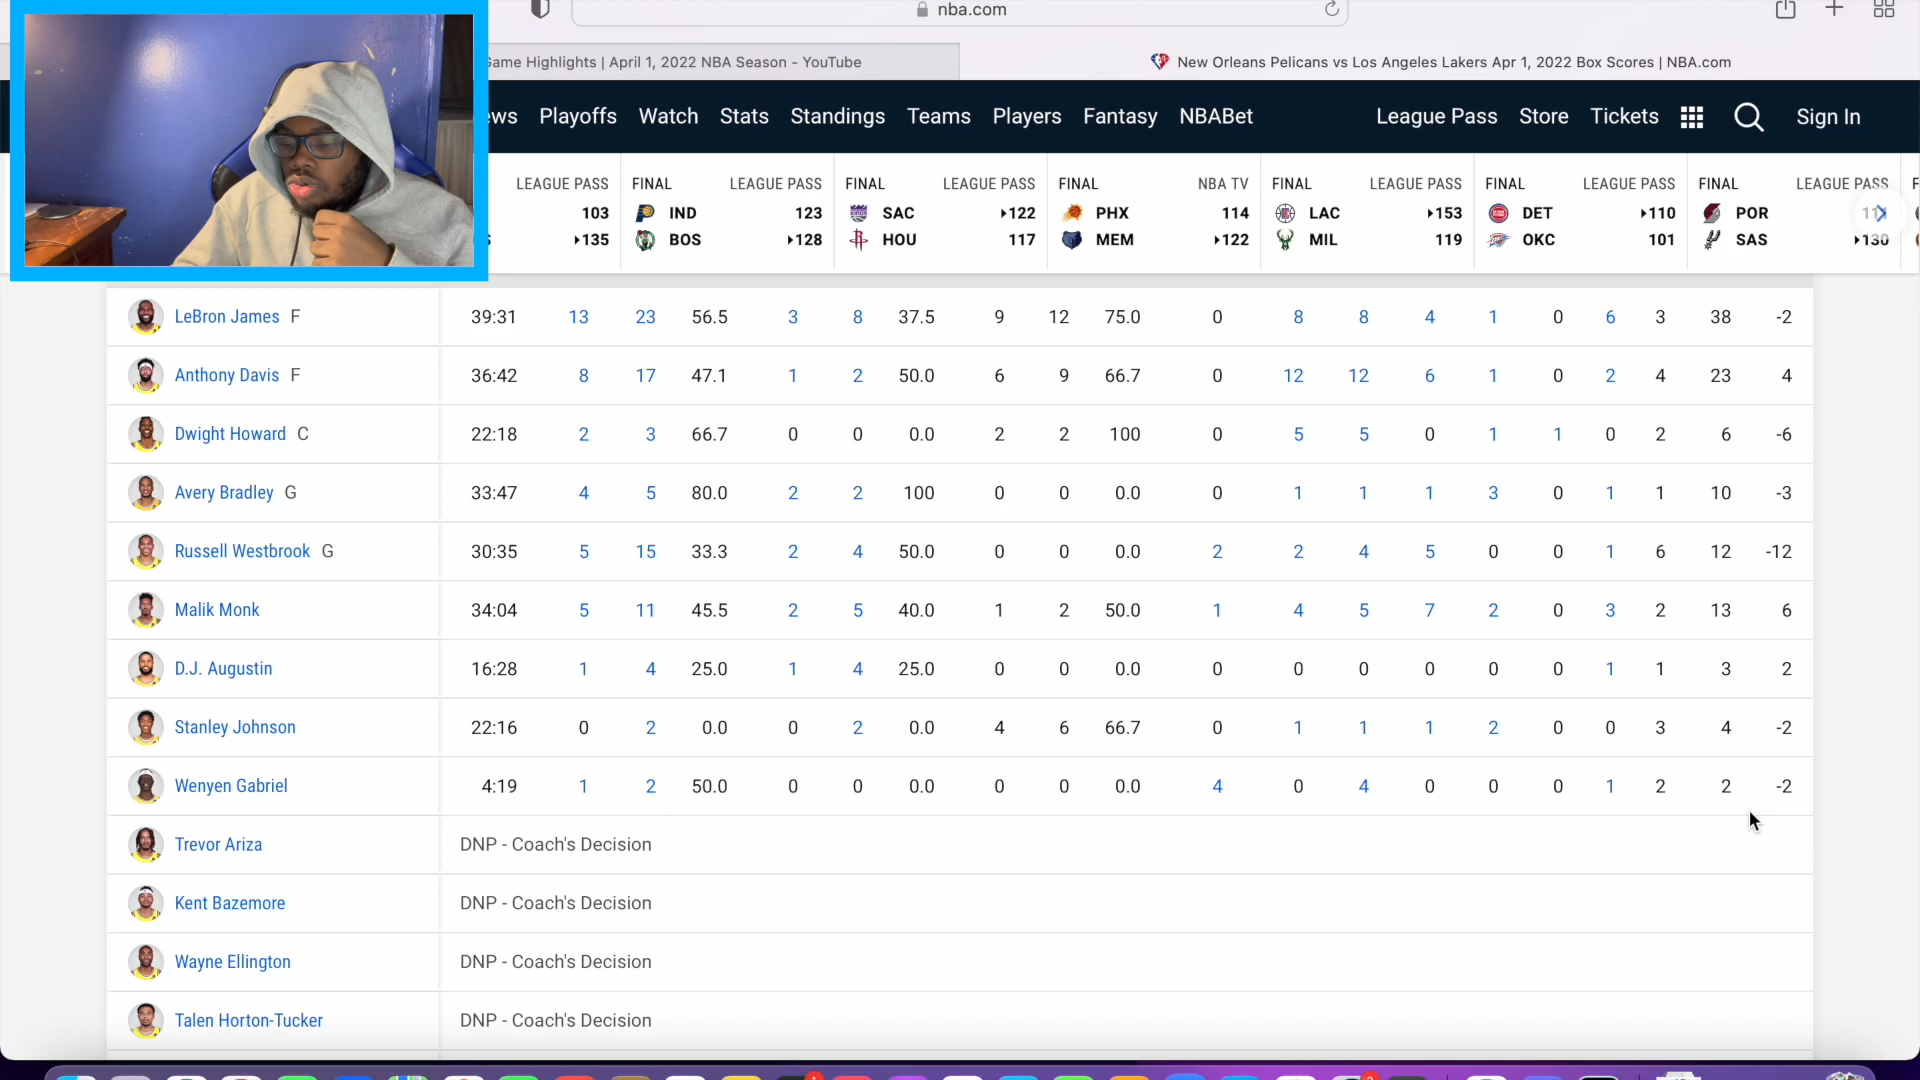 nba.com
Game Highlights | April 1, 2022 NBA Season - YouTube
New Orleans Pelicans vs Los Angeles Lakers Apr 1, 2022 Box Scores | NBA.com
ws Playoffs Watch Stats Standings Teams Players Fantasy NBABet League Pass Store Tickets Sign In
LEAGUE PASS FINAL LEAGUE PASS FINAL LEAGUE PASS FINAL NBA TV FINAL LEAGUE PASS FINAL LEAGUE PASS FINAL LEAGUE PASS
103 IND 123 SAC 122 PHX 114 LAC 153 DET 110 POR
135 BOS 128 HOU 117 MEM 122 MIL 119 OKC 101 SAS 130
LeBron James F 39:31 13 23 56.5 3 8 37.5 9 12 75.0 0 8 8 4 1 0 6 3 38 -2
Anthony Davis F 36:42 8 17 47.1 1 2 50.0 6 9 66.7 0 12 12 6 1 0 2 4 23 4
Dwight Howard C 22:18 2 3 66.7 0 0 0.0 2 2 100 0 5 5 0 1 1 0 2 6 -6
Avery Bradley G 33:47 4 5 80.0 2 2 100 0 0 0.0 0 1 1 1 3 0 1 1 10 -3
Russell Westbrook G 30:35 5 15 33.3 2 4 50.0 0 0 0.0 2 2 4 5 0 0 1 6 12 -12
Malik Monk 34:04 5 11 45.5 2 5 40.0 1 2 50.0 1 4 5 7 2 0 3 2 13 6
D.J. Augustin 16:28 1 4 25.0 1 4 25.0 0 0 0.0 0 0 0 0 0 0 1 1 3 2
Stanley Johnson 22:16 0 2 0.0 0 2 0.0 4 6 66.7 0 1 1 1 2 0 0 3 4 -2
Wenyen Gabriel 4:19 1 2 50.0 0 0 0.0 0 0 0.0 4 0 4 0 0 0 1 2 2 -2
Trevor Ariza DNP - Coach's Decision
Kent Bazemore DNP - Coach's Decision
Wayne Ellington DNP - Coach's Decision
Talen Horton-Tucker DNP - Coach's Decision